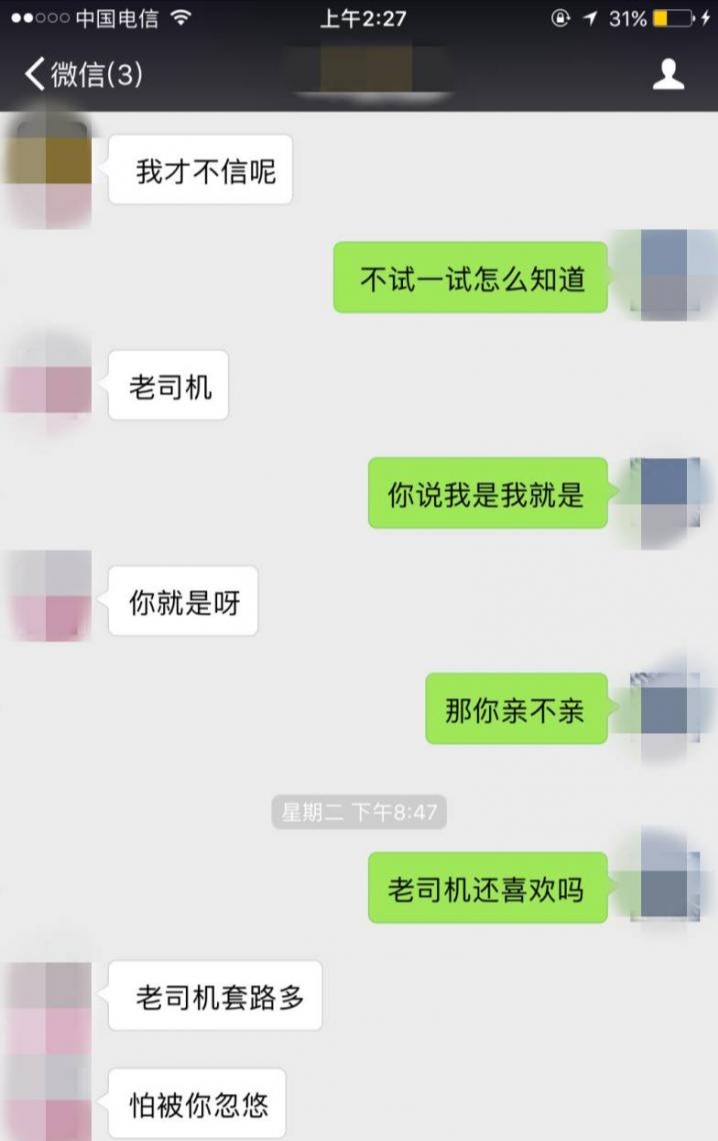 中国电信 上午2:27 31%
微信(3)
我才不信呢
不试一试怎么知道
老司机
你说我是我就是
你就是呀
那你亲不亲
星期二 下午8:47
老司机还喜欢吗
老司机套路多
怕被你忽悠